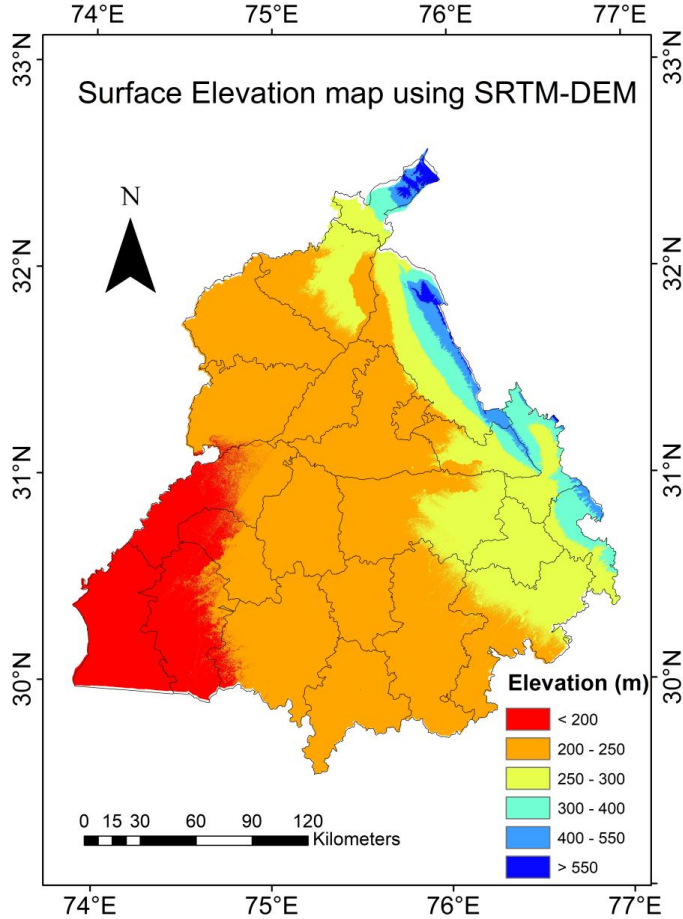 74°E 75°E 76°E 77°E
33°N 33°N
Surface Elevation map using SRTM-DEM
N
32°N 32°N
31°N 31°N
30°N 30°N
Elevation (m)
< 200
200 - 250
250 - 300
300 - 400
400 - 550
> 550
0 15 30 60 90 120
Kilometers
74°E 75°E 76°E 77°E